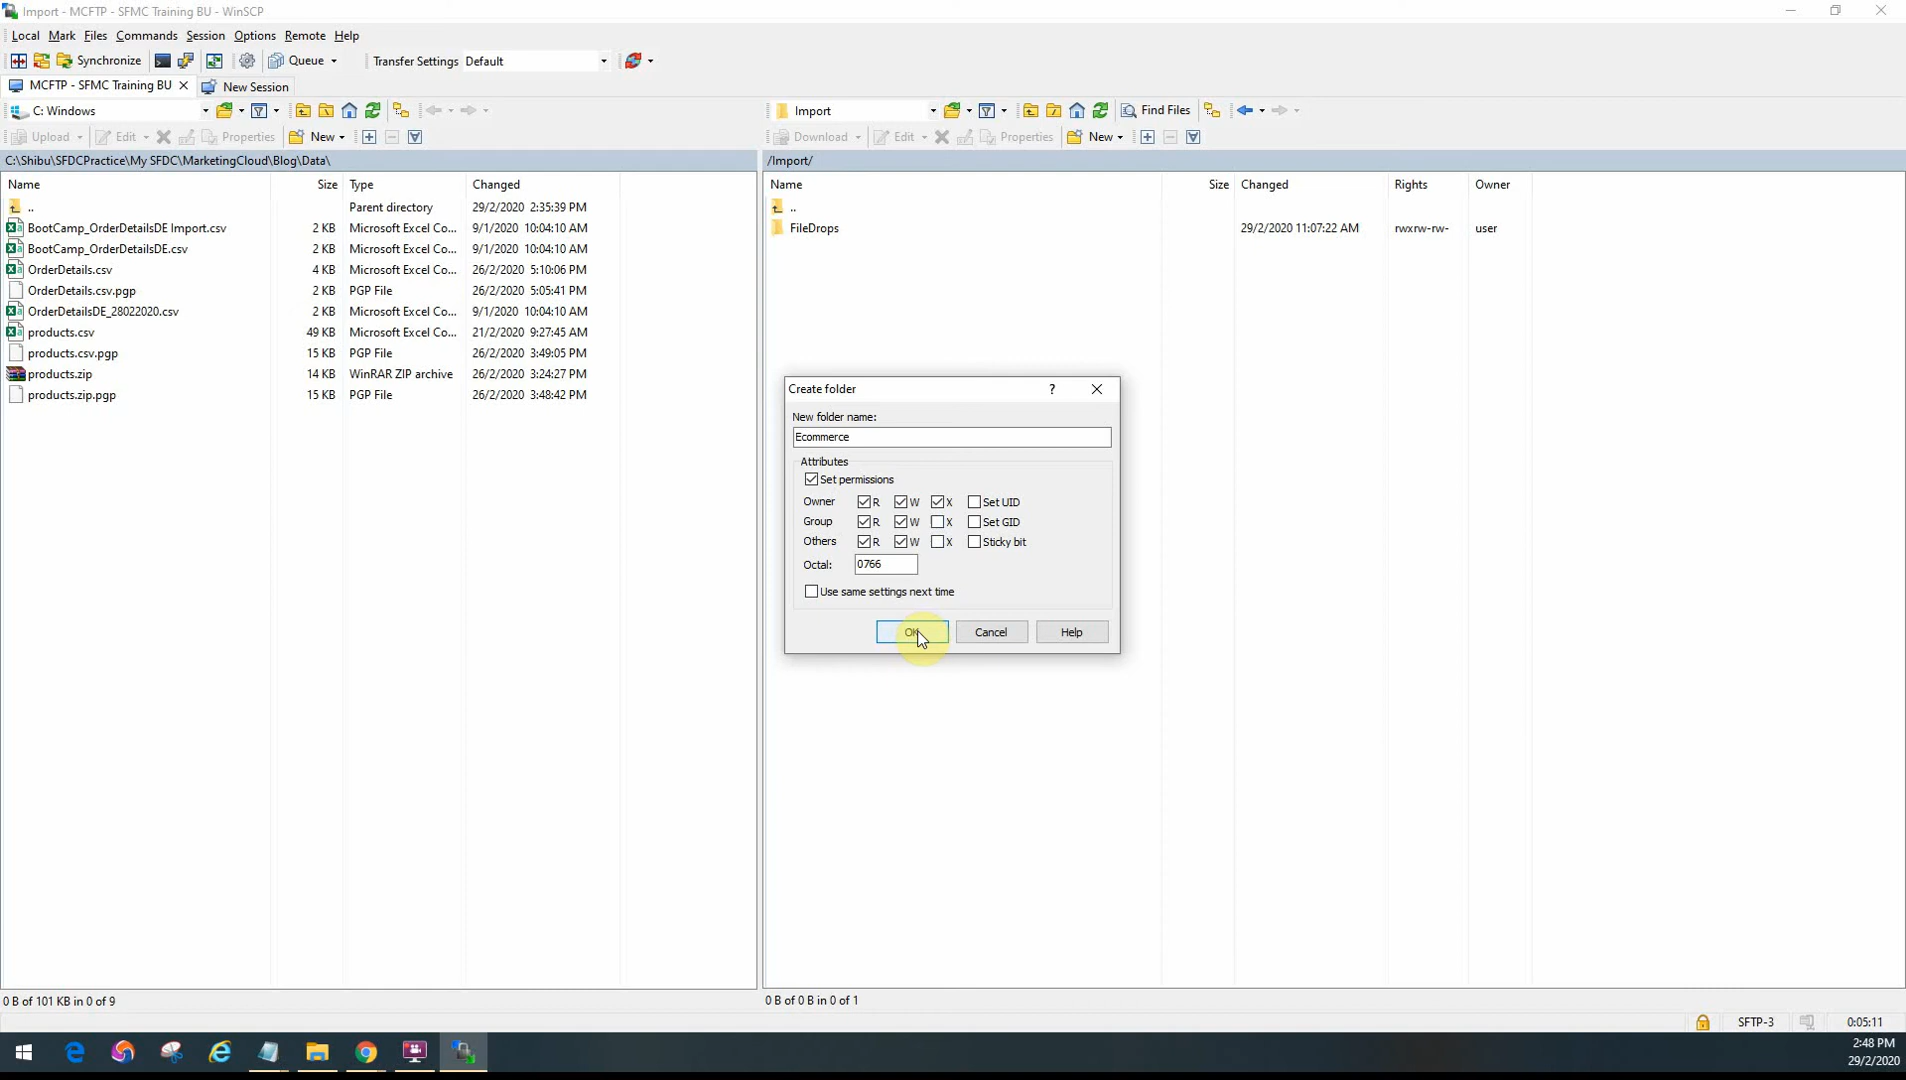 Import - MCFTP - SFMC Training BU - WinSCP
Local Mark Files Commands Session Options Remote Help
Synchronize Queue Transfer Settings Default
MCFTP - SFMC Training BU New Session
C: Windows Import Find Files
Upload Edit Properties New Download Edit Properties New
C:\Shibu\SFDCPractice\My SFDC\MarketingCloud\Blog\Data\ /Import/
Name Size Type Changed Name Size Changed Rights Owner
.. Parent directory 29/2/2020 2:35:39 PM ..
BootCamp_OrderDetailsDE Import.csv 2 KB Microsoft Excel Co... 9/1/2020 10:04:10 AM FileDrops 29/2/2020 11:07:22 AM rwxrw-rw- user
BootCamp_OrderDetailsDE.csv 2 KB Microsoft Excel Co... 9/1/2020 10:04:10 AM
OrderDetails.csv 4 KB Microsoft Excel Co... 26/2/2020 5:10:06 PM
OrderDetails.csv.pgp 2 KB PGP File 26/2/2020 5:05:41 PM
OrderDetailsDE_28022020.csv 2 KB Microsoft Excel Co... 9/1/2020 10:04:10 AM
products.csv 49 KB Microsoft Excel Co... 21/2/2020 9:27:45 AM
products.csv.pgp 15 KB PGP File 26/2/2020 3:49:05 PM
products.zip 14 KB WinRAR ZIP archive 26/2/2020 3:24:27 PM
products.zip.pgp 15 KB PGP File 26/2/2020 3:48:42 PM
Create folder ?
New folder name:
Ecommerce
Attributes
Set permissions
Owner R W X Set UID
Group R W X Set GID
Others R W X Sticky bit
Octal: 0766
Use same settings next time
OK Cancel Help
0 B of 101 KB in 0 of 9 0 B of 0 B in 0 of 1
SFTP-3 0:05:11
2:48 PM
29/2/2020